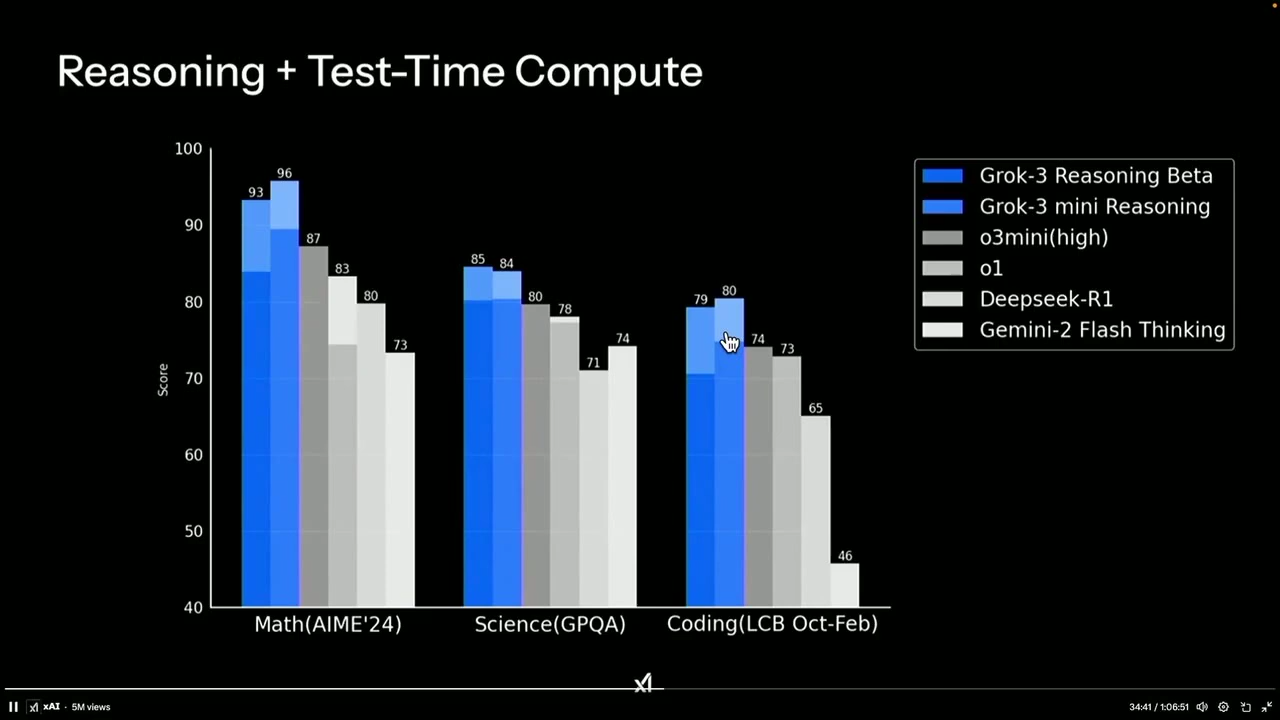 Reasoning + Test-Time Compute
100
90
80
70
60
50
40
Score
93
96
87
83
80
73
85
84
80
78
71
74
79
80
74
73
65
46
Math(AIME'24)
Science(GPQA)
Coding(LCB Oct-Feb)
Grok-3 Reasoning Beta
Grok-3 mini Reasoning
o3mini(high)
o1
Deepseek-R1
Gemini-2 Flash Thinking
xAI
xAI · 5M views
34:41 / 1:06:51